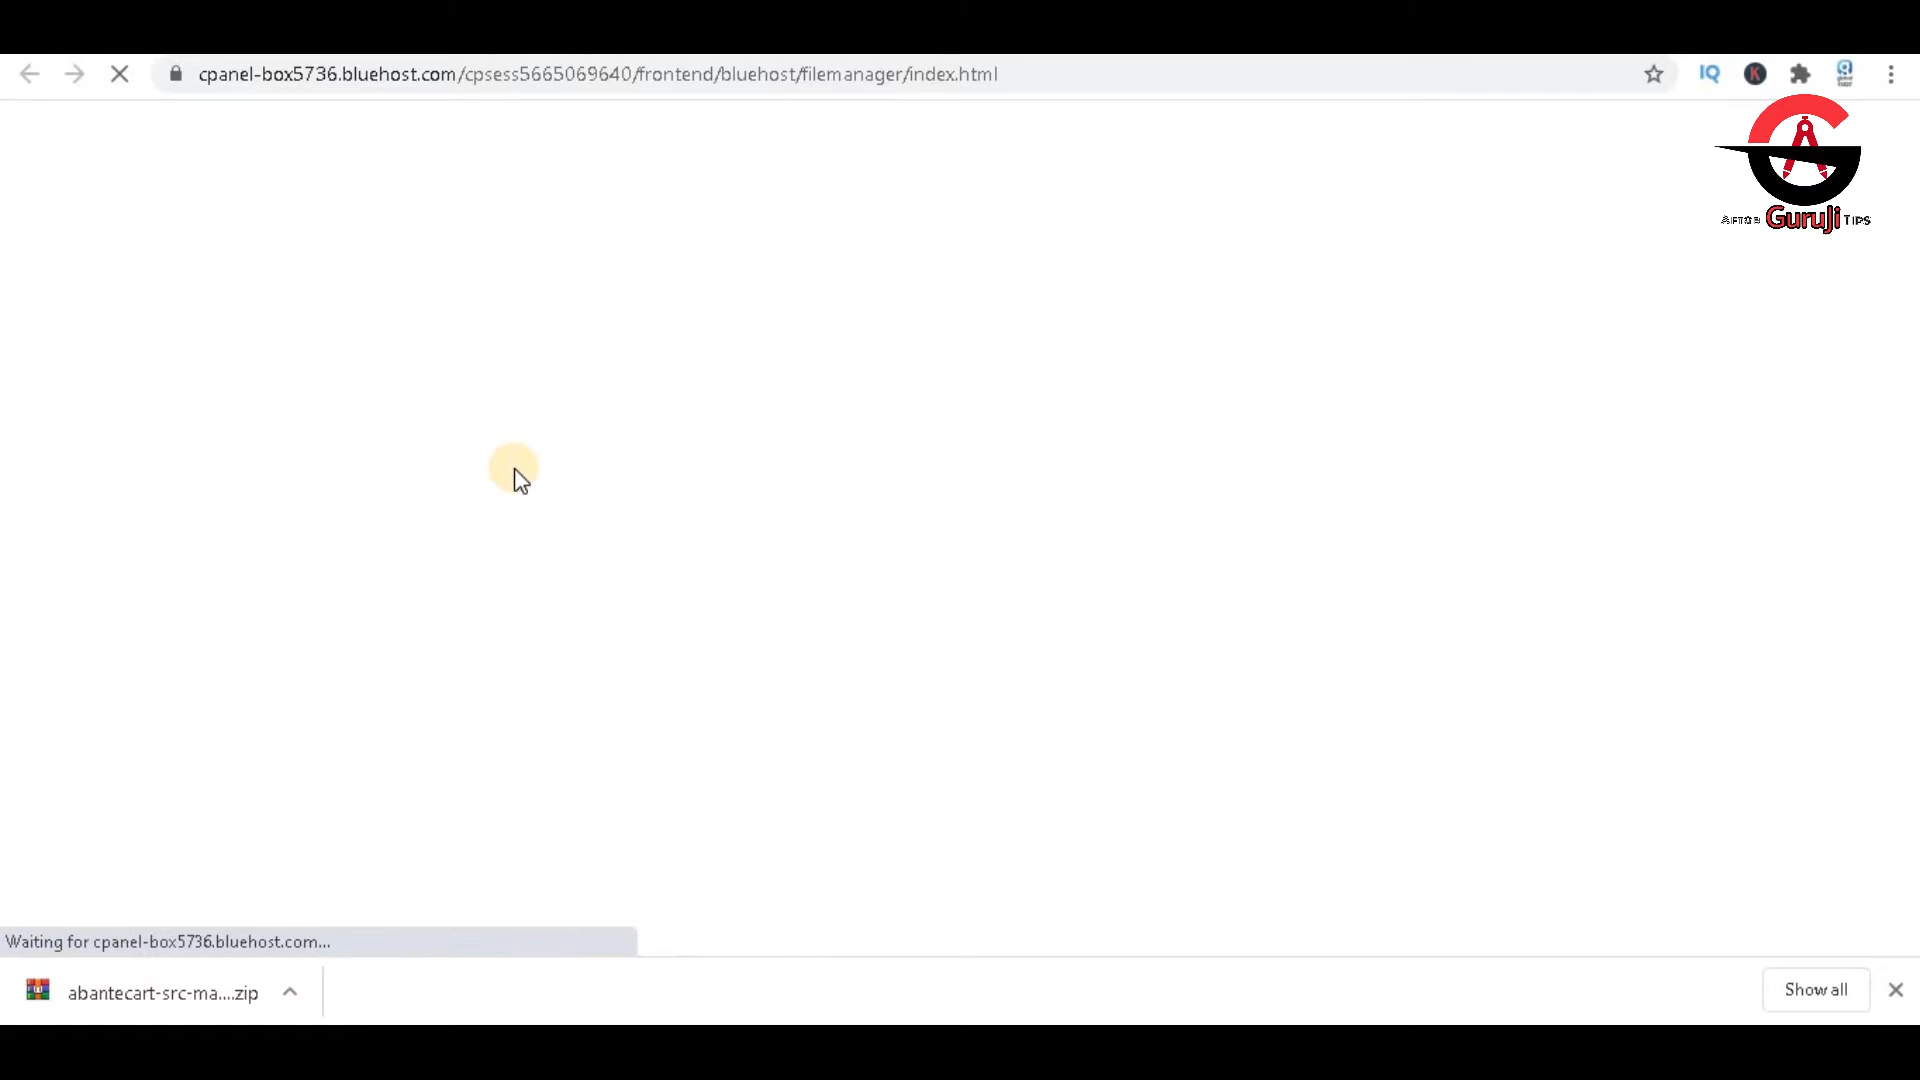 cpanel-box5736.bluehost.com/cpsess5665069640/frontend/bluehost/filemanager/index.html
IQ
K
GuruJi TIPS
Waiting for cpanel-box5736.bluehost.com...
abantecart-src-ma....zip
Show all